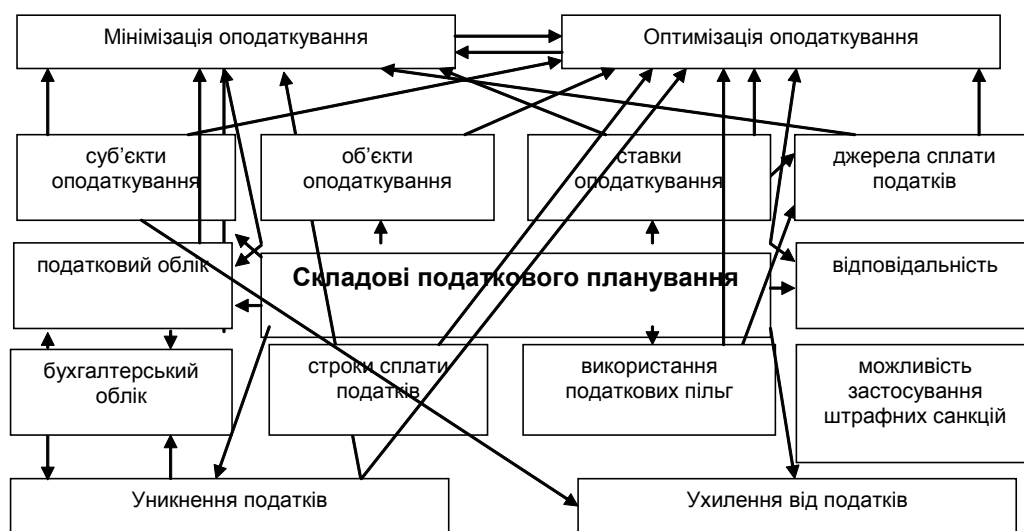 Мінімізація оподаткування
Оптимізація оподаткування
суб’єкти
оподаткування
об’єкти
оподаткування
ставки
оподаткування
джерела сплати
податків
податковий облік
Складові податкового планування
відповідальність
бухгалтерський
облік
строки сплати
податків
використання
податкових пільг
можливість
застосування
штрафних санкцій
Уникнення податків
Ухилення від податків